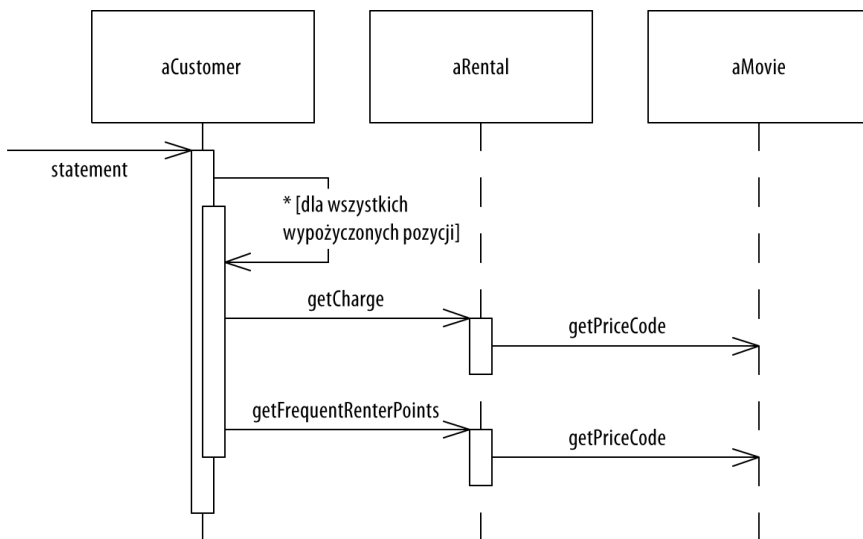 aCustomer
aRental
aMovie
statement
* [dla wszystkich
wypożyczonych pozycji]
getCharge
getPriceCode
getFrequentRenterPoints
getPriceCode